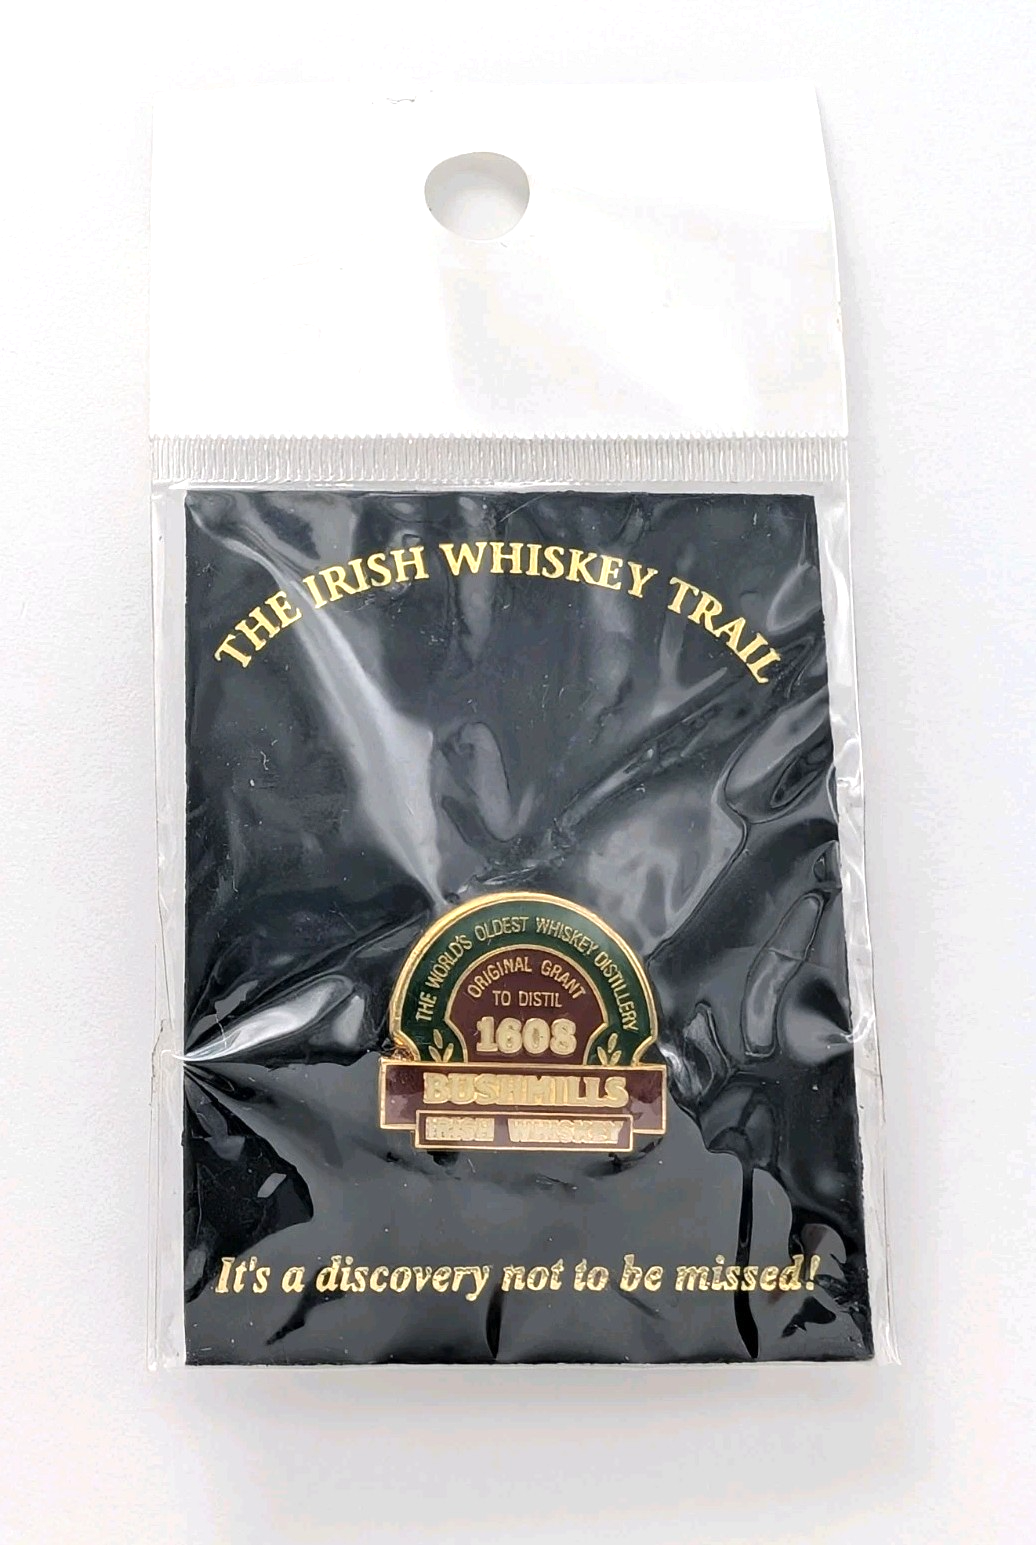 THE IRISH WHISKEY TRAIL
THE WORLD'S OLDEST WHISKEY DISTILLERY
ORIGINAL GRANT
TO DISTIL
1608
BUSHMILLS
IRISH WHISKEY
It's a discovery not to be missed!